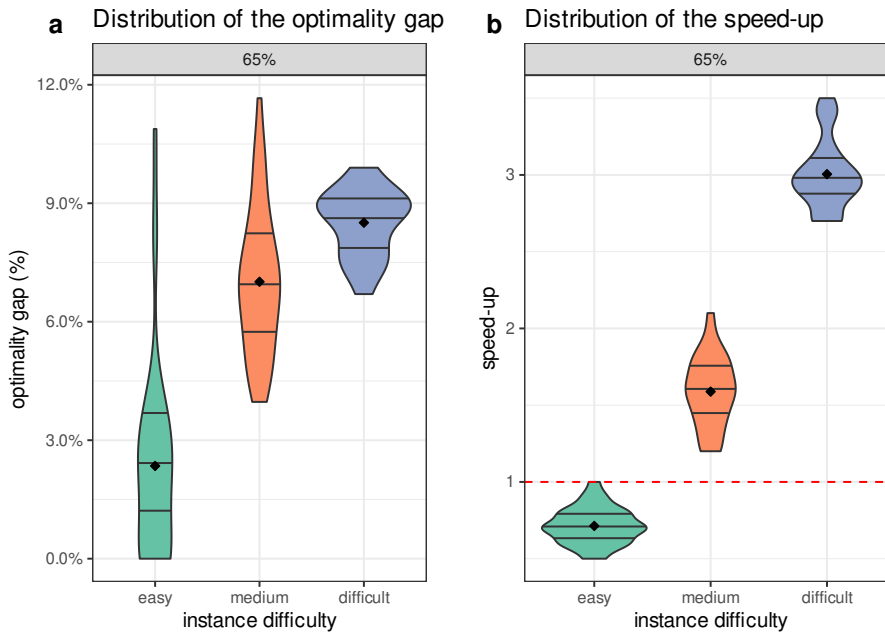 a Distribution of the optimality gap
65%
12.0%
9.0%
6.0%
3.0%
0.0%
optimality gap (%)
easy medium difficult
instance difficulty
b Distribution of the speed-up
65%
3
2
1
speed-up
easy medium difficult
instance difficulty